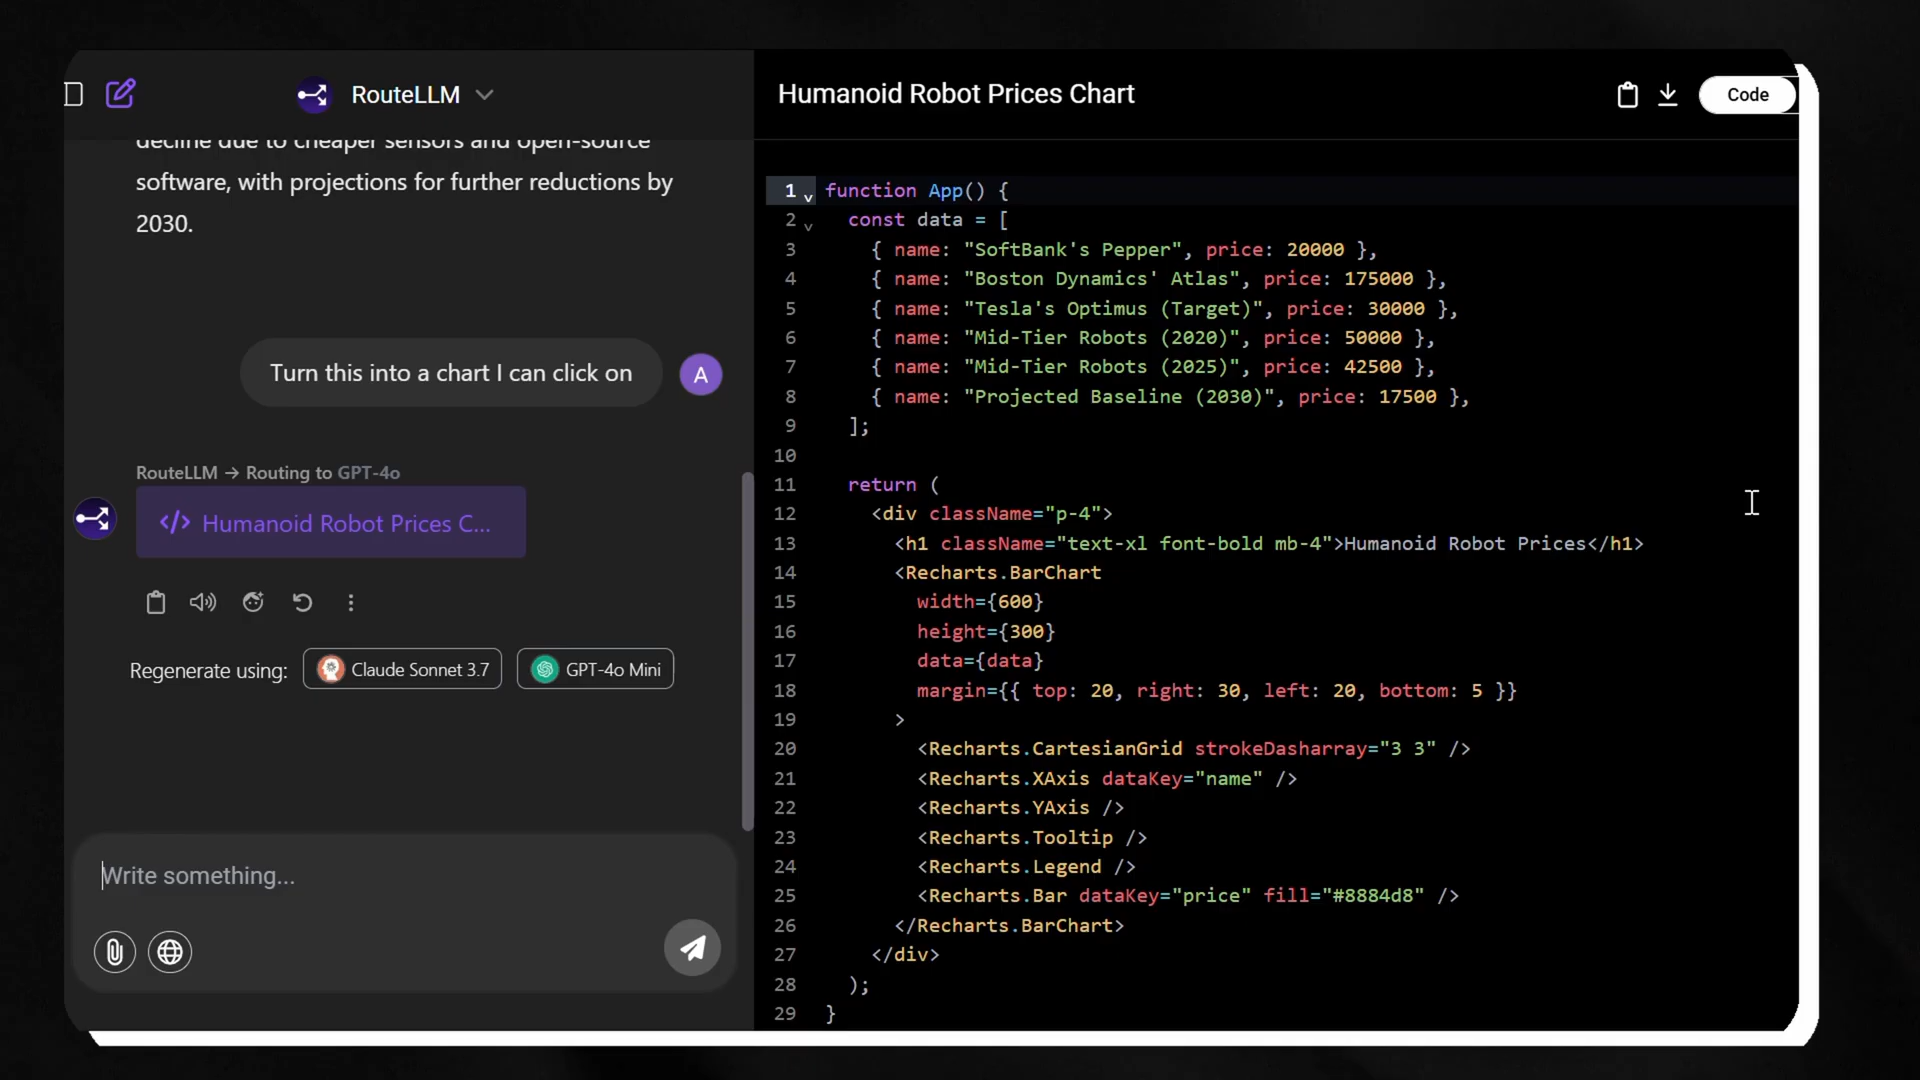 RouteLLM
decline due to cheaper sensors and open-source
software, with projections for further reductions by
2030.
Turn this into a chart I can click on
A
RouteLLM → Routing to GPT-4o
</> Humanoid Robot Prices C...
Regenerate using:
Claude Sonnet 3.7
GPT-4o Mini
Write something...
Humanoid Robot Prices Chart
Code
1 function App() {
2   const data = [
3     { name: "SoftBank's Pepper", price: 20000 },
4     { name: "Boston Dynamics' Atlas", price: 175000 },
5     { name: "Tesla's Optimus (Target)", price: 30000 },
6     { name: "Mid-Tier Robots (2020)", price: 50000 },
7     { name: "Mid-Tier Robots (2025)", price: 42500 },
8     { name: "Projected Baseline (2030)", price: 17500 },
9   ];
10
11   return (
12     <div className="p-4">
13       <h1 className="text-xl font-bold mb-4">Humanoid Robot Prices</h1>
14       <Recharts.BarChart
15         width={600}
16         height={300}
17         data={data}
18         margin={{ top: 20, right: 30, left: 20, bottom: 5 }}
19       >
20         <Recharts.CartesianGrid strokeDasharray="3 3" />
21         <Recharts.XAxis dataKey="name" />
22         <Recharts.YAxis />
23         <Recharts.Tooltip />
24         <Recharts.Legend />
25         <Recharts.Bar dataKey="price" fill="#8884d8" />
26       </Recharts.BarChart>
27     </div>
28   );
29 }